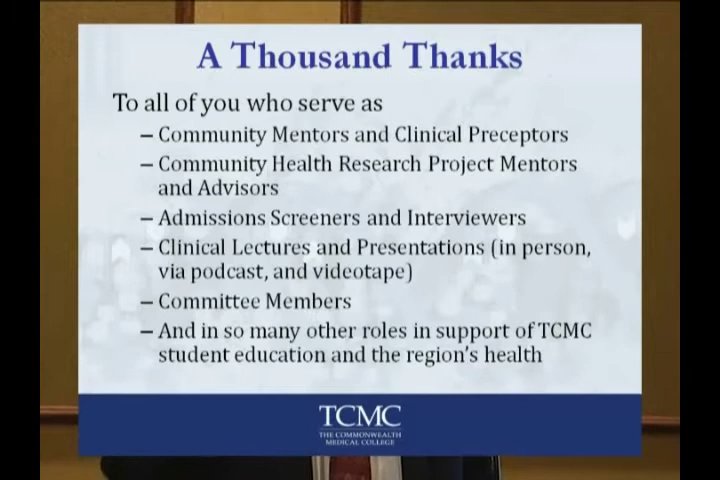 A Thousand Thanks
To all of you who serve as
– Community Mentors and Clinical Preceptors
– Community Health Research Project Mentors
and Advisors
– Admissions Screeners and Interviewers
– Clinical Lectures and Presentations (in person,
via podcast, and videotape)
– Committee Members
– And in so many other roles in support of TCMC
student education and the region's health
TCMC
THE COMMONWEALTH
MEDICAL COLLEGE